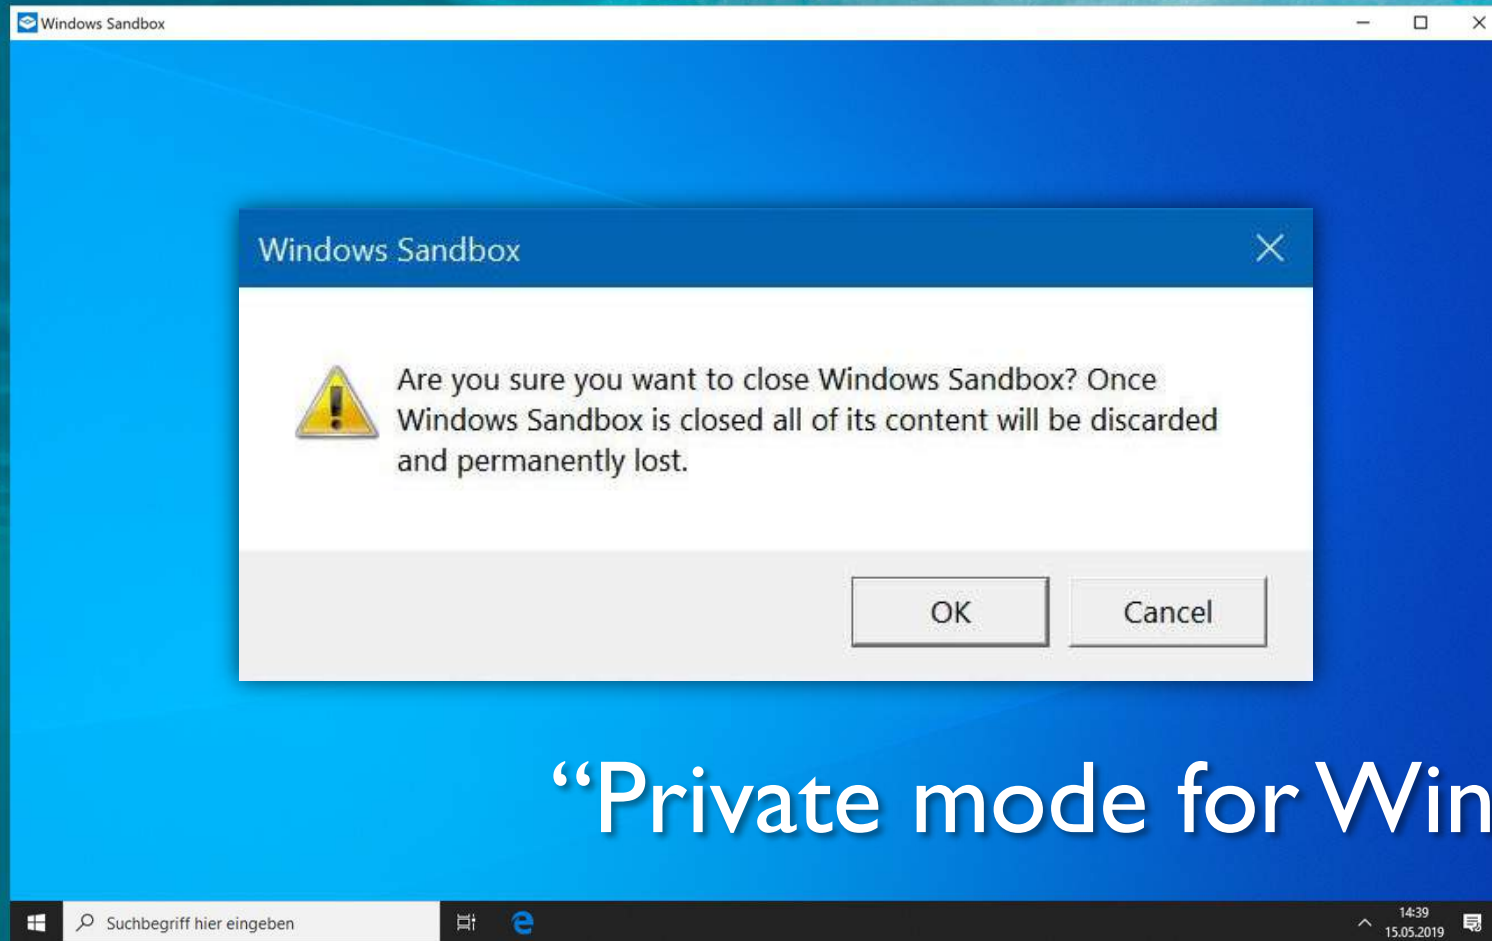 Windows Sandbox
Windows Sandbox
Are you sure you want to close Windows Sandbox? Once
Windows Sandbox is closed all of its content will be discarded
and permanently lost.
OK
Cancel
“Private mode for Win
Suchbegriff hier eingeben
14:39
15.05.2019